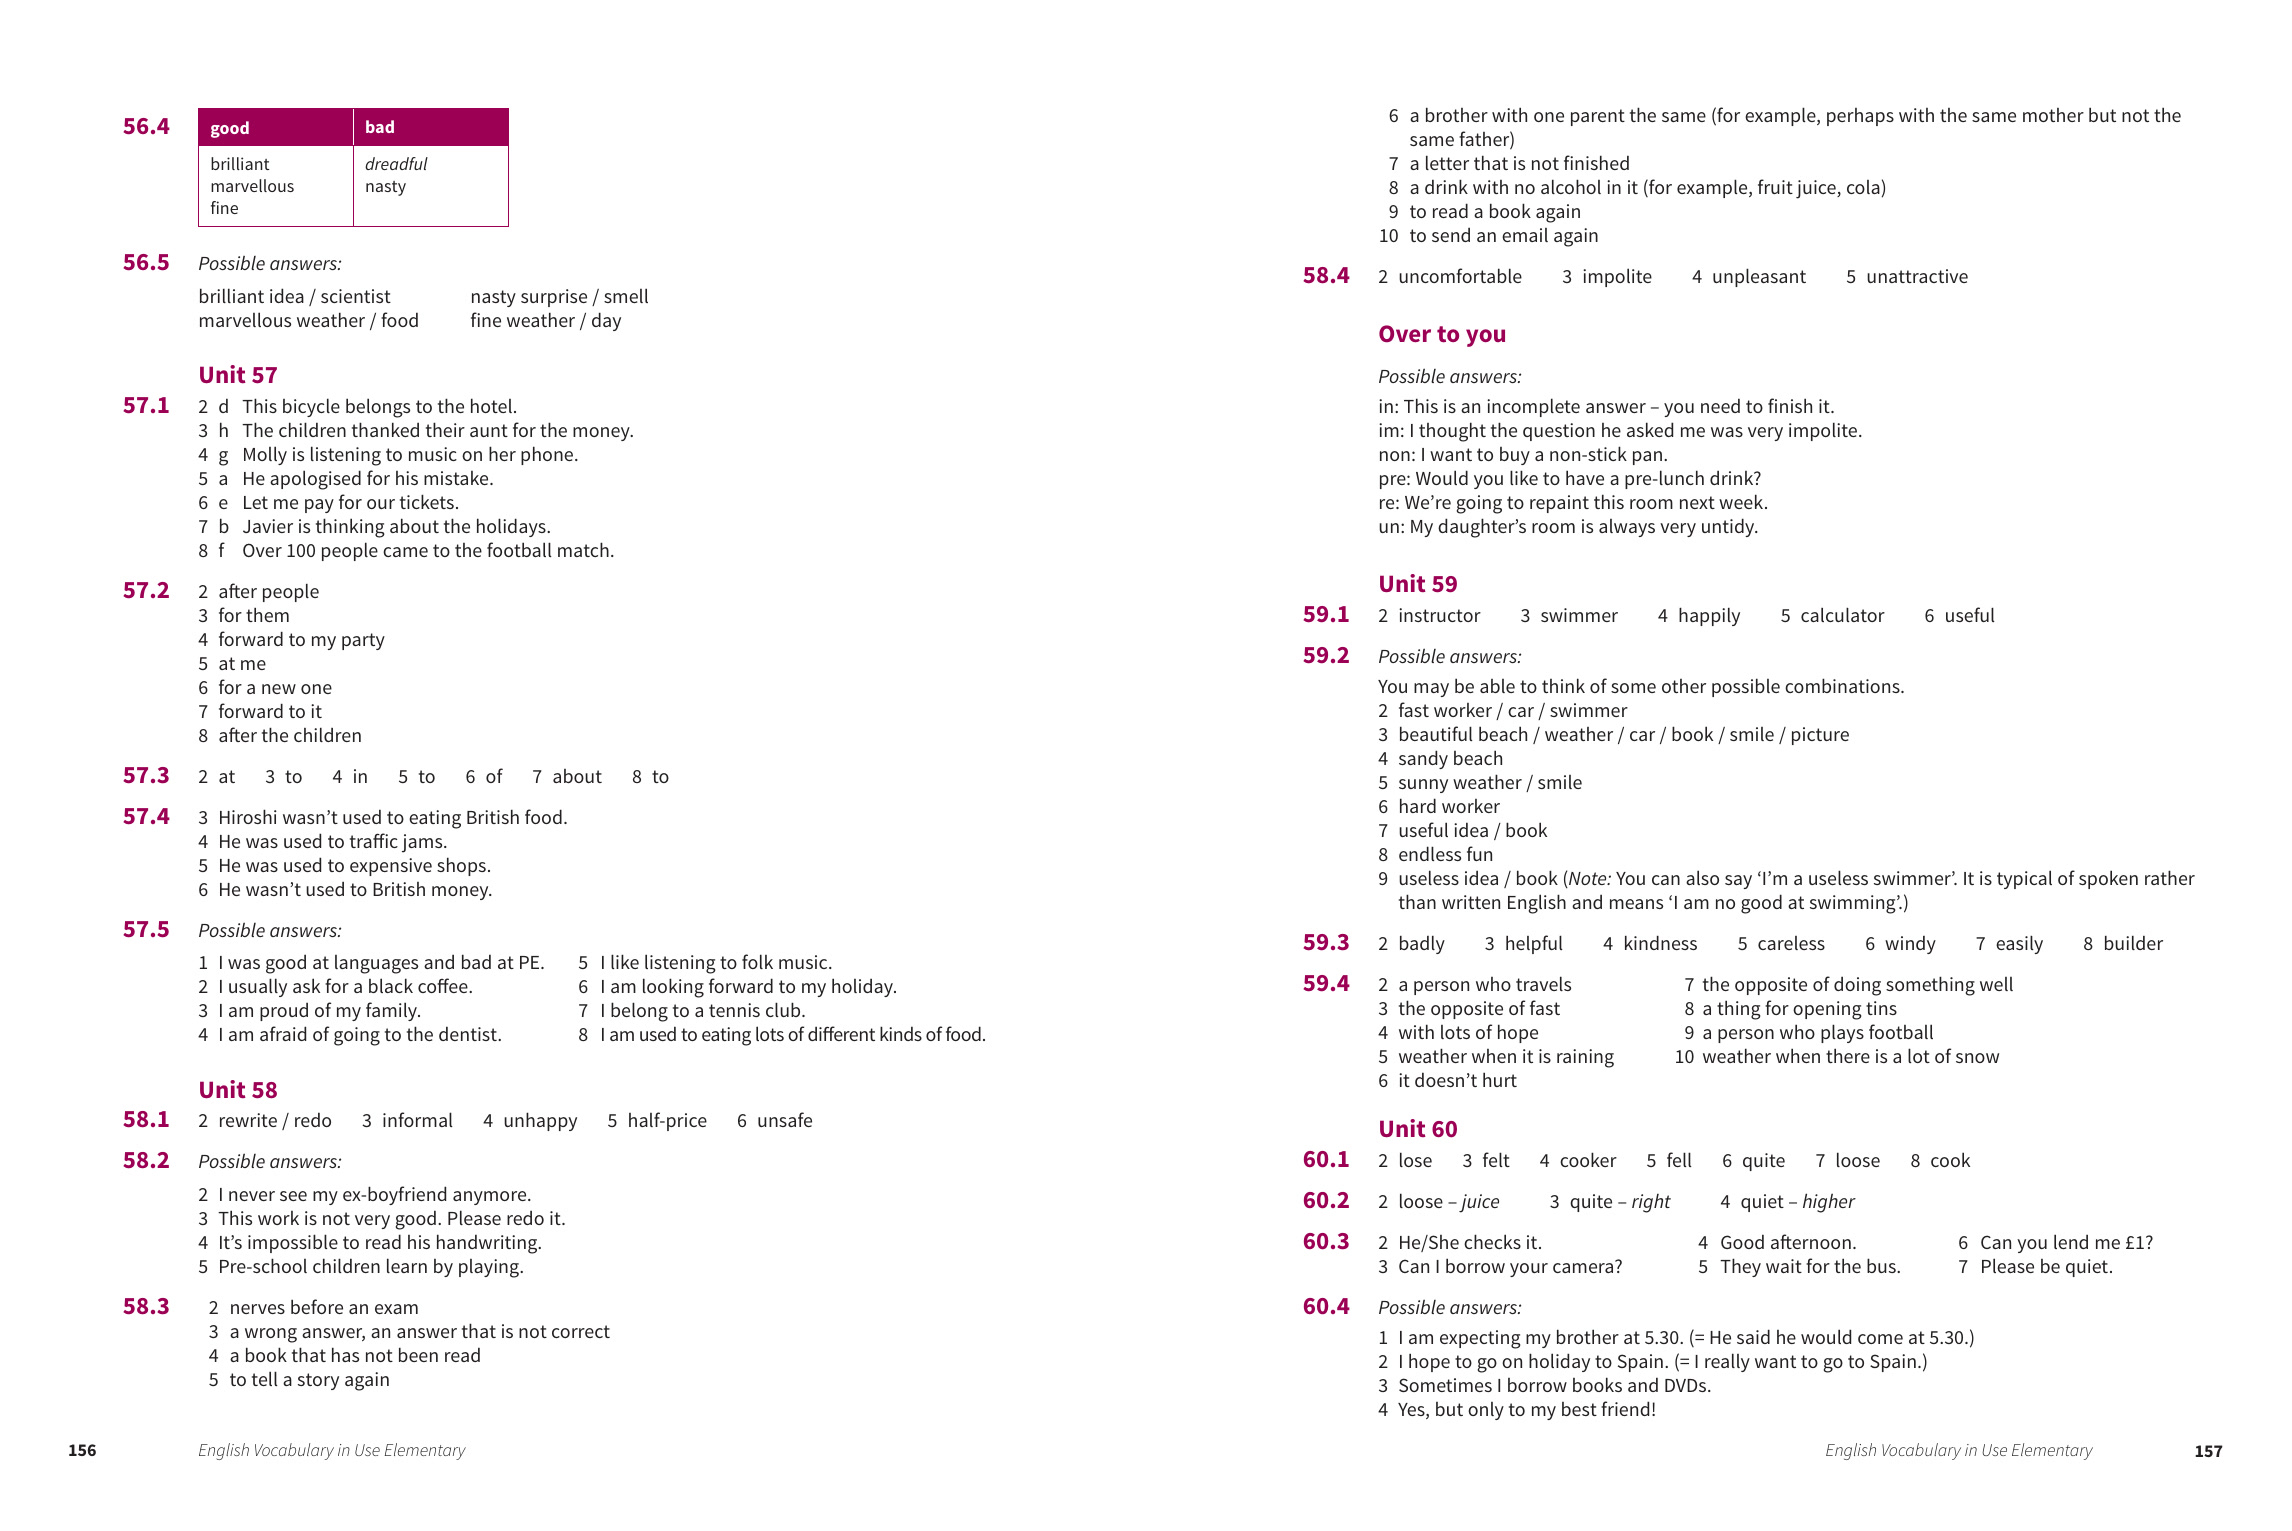 56.4 good bad
brilliant dreadful
marvellous nasty
fine
56.5 Possible answers:
brilliant idea / scientist nasty surprise / smell
marvellous weather / food fine weather / day
Unit 57
57.1 2 d This bicycle belongs to the hotel.
3 h The children thanked their aunt for the money.
4 g Molly is listening to music on her phone.
5 a He apologised for his mistake.
6 e Let me pay for our tickets.
7 b Javier is thinking about the holidays.
8 f Over 100 people came to the football match.
57.2 2 after people
3 for them
4 forward to my party
5 at me
6 for a new one
7 forward to it
8 after the children
57.3 2 at 3 to 4 in 5 to 6 of 7 about 8 to
57.4 3 Hiroshi wasn’t used to eating British food.
4 He was used to traffic jams.
5 He was used to expensive shops.
6 He wasn’t used to British money.
57.5 Possible answers:
1 I was good at languages and bad at PE. 5 I like listening to folk music.
2 I usually ask for a black coffee. 6 I am looking forward to my holiday.
3 I am proud of my family. 7 I belong to a tennis club.
4 I am afraid of going to the dentist. 8 I am used to eating lots of different kinds of food.
Unit 58
58.1 2 rewrite / redo 3 informal 4 unhappy 5 half-price 6 unsafe
58.2 Possible answers:
2 I never see my ex-boyfriend anymore.
3 This work is not very good. Please redo it.
4 It’s impossible to read his handwriting.
5 Pre-school children learn by playing.
58.3 2 nerves before an exam
3 a wrong answer, an answer that is not correct
4 a book that has not been read
5 to tell a story again
156 English Vocabulary in Use Elementary
6 a brother with one parent the same (for example, perhaps with the same mother but not the
same father)
7 a letter that is not finished
8 a drink with no alcohol in it (for example, fruit juice, cola)
9 to read a book again
10 to send an email again
58.4 2 uncomfortable 3 impolite 4 unpleasant 5 unattractive
Over to you
Possible answers:
in: This is an incomplete answer – you need to finish it.
im: I thought the question he asked me was very impolite.
non: I want to buy a non-stick pan.
pre: Would you like to have a pre-lunch drink?
re: We’re going to repaint this room next week.
un: My daughter’s room is always very untidy.
Unit 59
59.1 2 instructor 3 swimmer 4 happily 5 calculator 6 useful
59.2 Possible answers:
You may be able to think of some other possible combinations.
2 fast worker / car / swimmer
3 beautiful beach / weather / car / book / smile / picture
4 sandy beach
5 sunny weather / smile
6 hard worker
7 useful idea / book
8 endless fun
9 useless idea / book (Note: You can also say ‘I’m a useless swimmer’. It is typical of spoken rather
than written English and means ‘I am no good at swimming’.)
59.3 2 badly 3 helpful 4 kindness 5 careless 6 windy 7 easily 8 builder
59.4 2 a person who travels 7 the opposite of doing something well
3 the opposite of fast 8 a thing for opening tins
4 with lots of hope 9 a person who plays football
5 weather when it is raining 10 weather when there is a lot of snow
6 it doesn’t hurt
Unit 60
60.1 2 lose 3 felt 4 cooker 5 fell 6 quite 7 loose 8 cook
60.2 2 loose – juice 3 quite – right 4 quiet – higher
60.3 2 He/She checks it. 4 Good afternoon. 6 Can you lend me £1?
3 Can I borrow your camera? 5 They wait for the bus. 7 Please be quiet.
60.4 Possible answers:
1 I am expecting my brother at 5.30. (= He said he would come at 5.30.)
2 I hope to go on holiday to Spain. (= I really want to go to Spain.)
3 Sometimes I borrow books and DVDs.
4 Yes, but only to my best friend!
English Vocabulary in Use Elementary 157